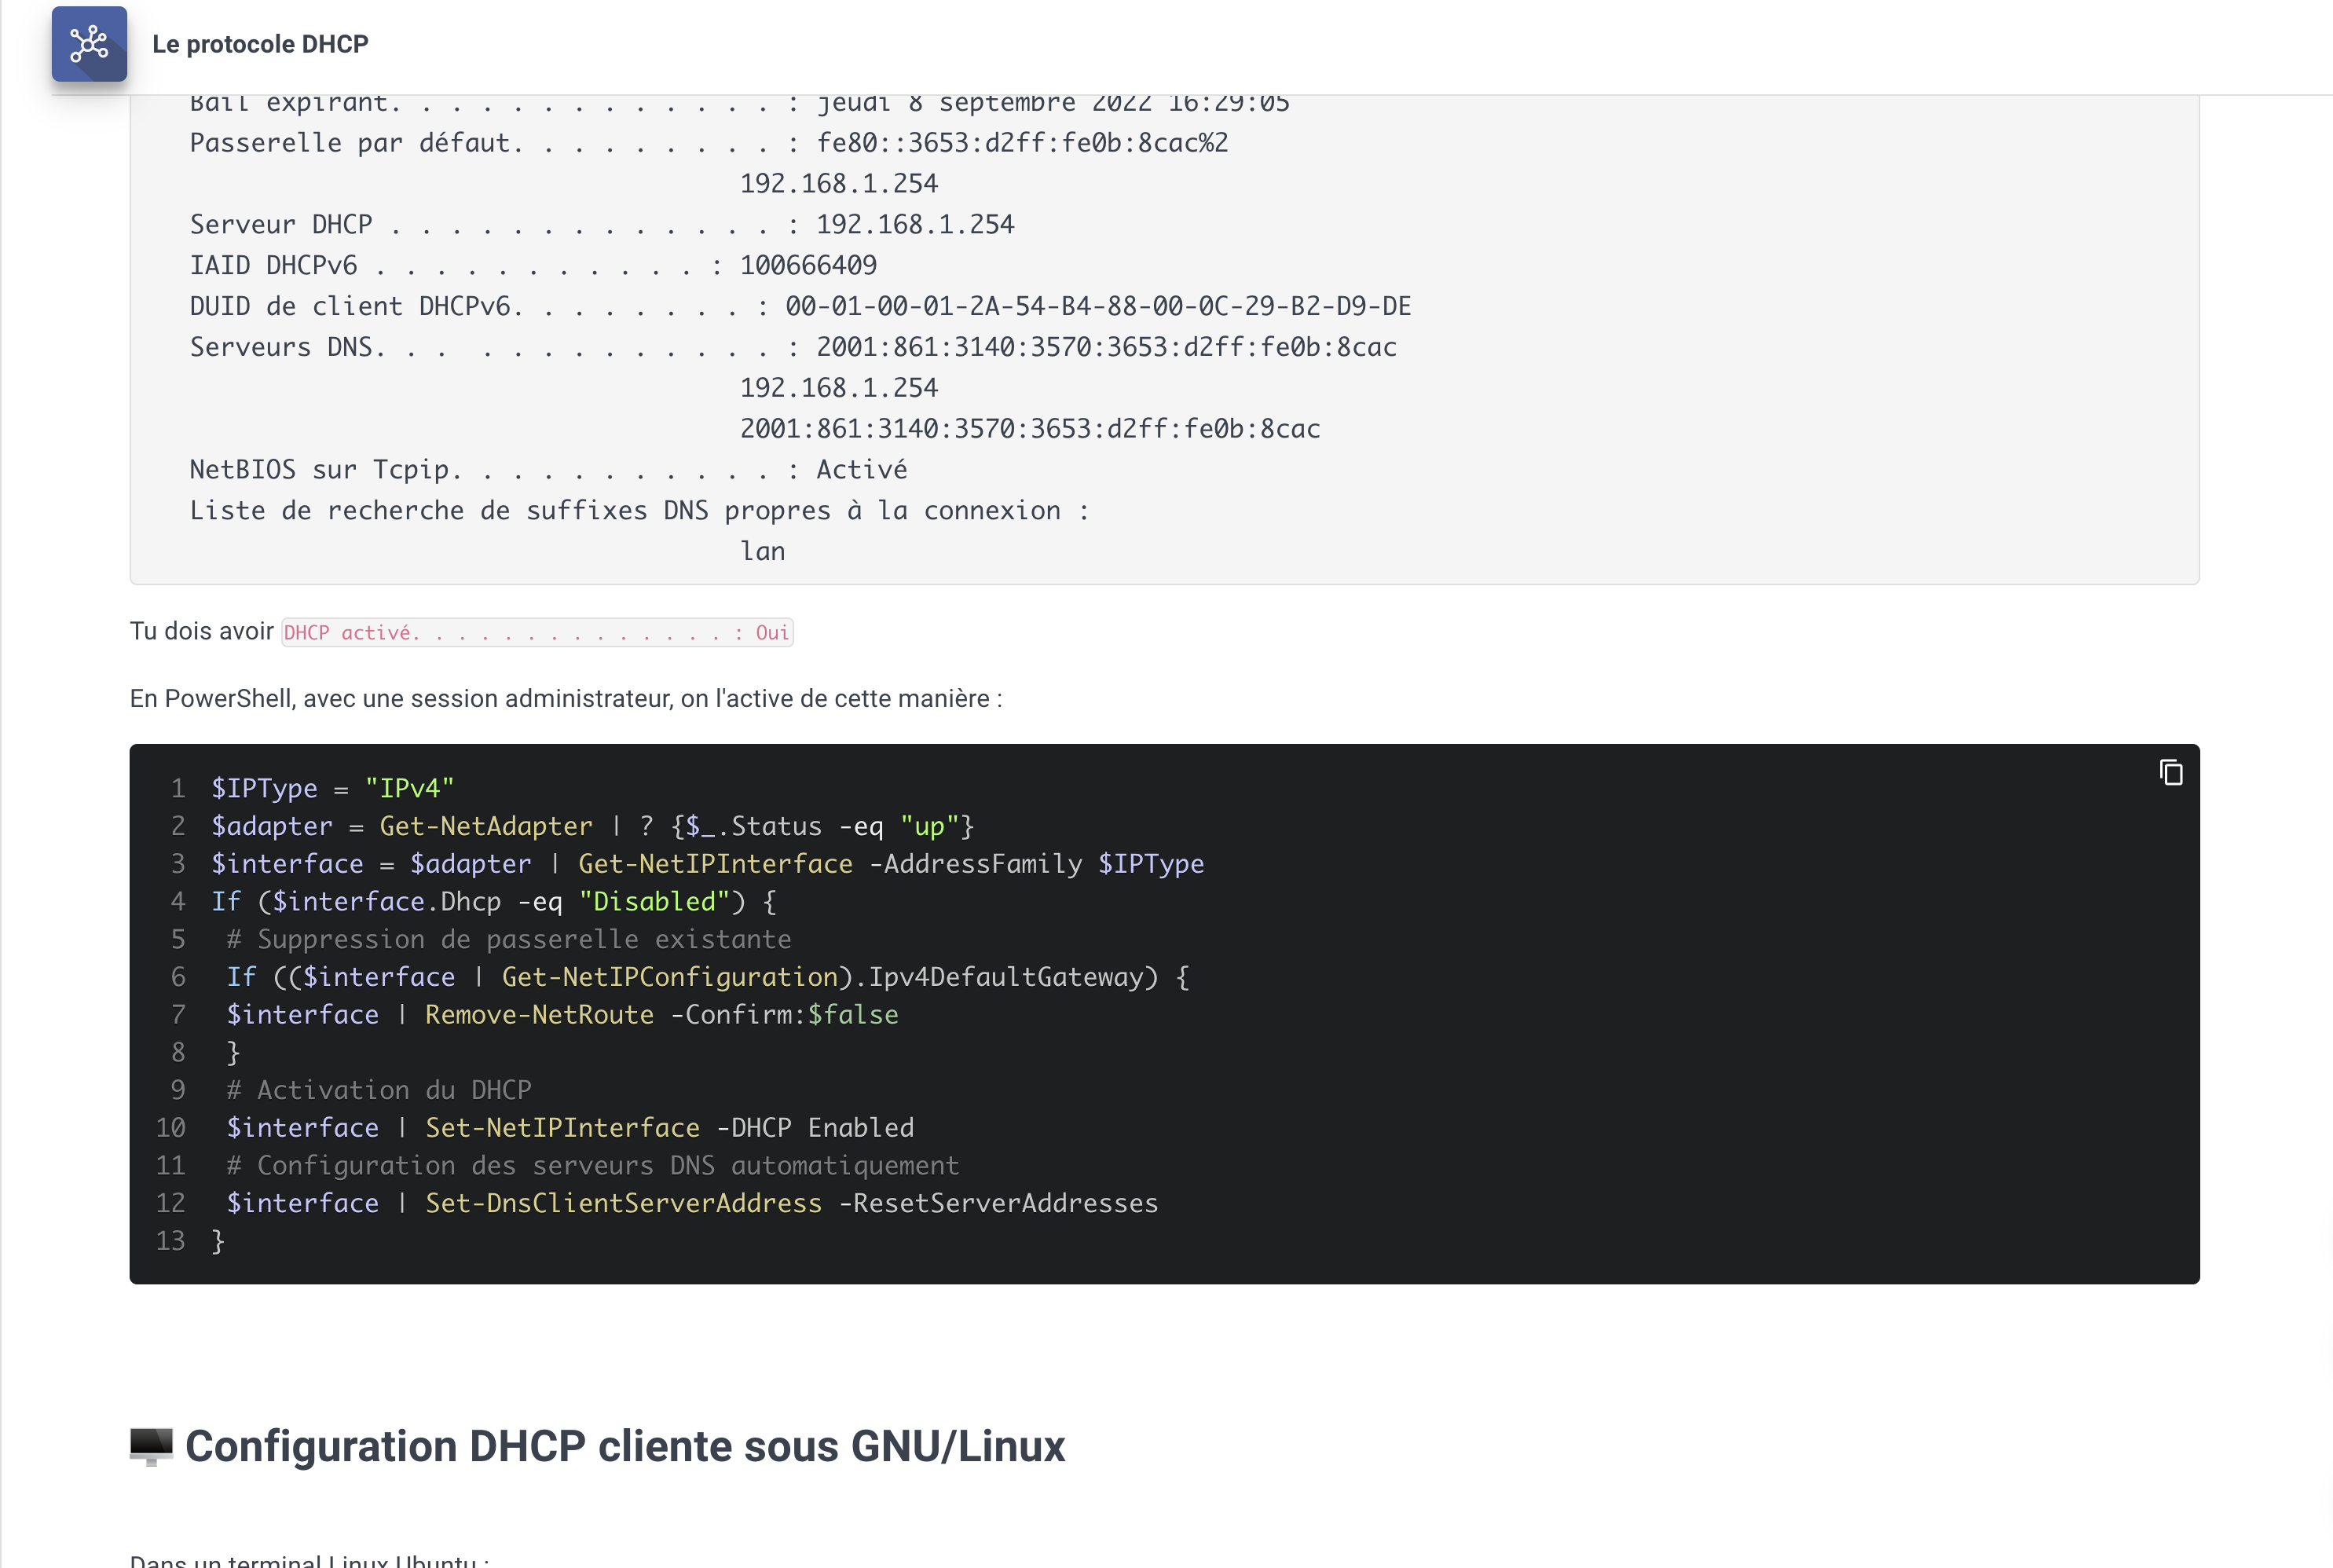 Le protocole DHCP
Bail expirant. . . . . . . . . . . . . : jeudi 8 septembre 2022 16:29:05
Passerelle par défaut. . . . . . . . . : fe80::3653:d2ff:fe0b:8cac%2
192.168.1.254
Serveur DHCP . . . . . . . . . . . . . : 192.168.1.254
IAID DHCPv6 . . . . . . . . . . . : 100666409
DUID de client DHCPv6. . . . . . . . : 00-01-00-01-2A-54-B4-88-00-0C-29-B2-D9-DE
Serveurs DNS. . .  . . . . . . . . . . : 2001:861:3140:3570:3653:d2ff:fe0b:8cac
192.168.1.254
2001:861:3140:3570:3653:d2ff:fe0b:8cac
NetBIOS sur Tcpip. . . . . . . . . . . : Activé
Liste de recherche de suffixes DNS propres à la connexion :
lan
Tu dois avoir DHCP activé. . . . . . . . . . . . . . : Oui
En PowerShell, avec une session administrateur, on l'active de cette manière :
1 $IPType = "IPv4"
2 $adapter = Get-NetAdapter | ? {$_.Status -eq "up"}
3 $interface = $adapter | Get-NetIPInterface -AddressFamily $IPType
4 If ($interface.Dhcp -eq "Disabled") {
5  # Suppression de passerelle existante
6  If (($interface | Get-NetIPConfiguration).Ipv4DefaultGateway) {
7  $interface | Remove-NetRoute -Confirm:$false
8  }
9  # Activation du DHCP
10  $interface | Set-NetIPInterface -DHCP Enabled
11  # Configuration des serveurs DNS automatiquement
12  $interface | Set-DnsClientServerAddress -ResetServerAddresses
13 }
Configuration DHCP cliente sous GNU/Linux
Dans un terminal Linux Ubuntu :